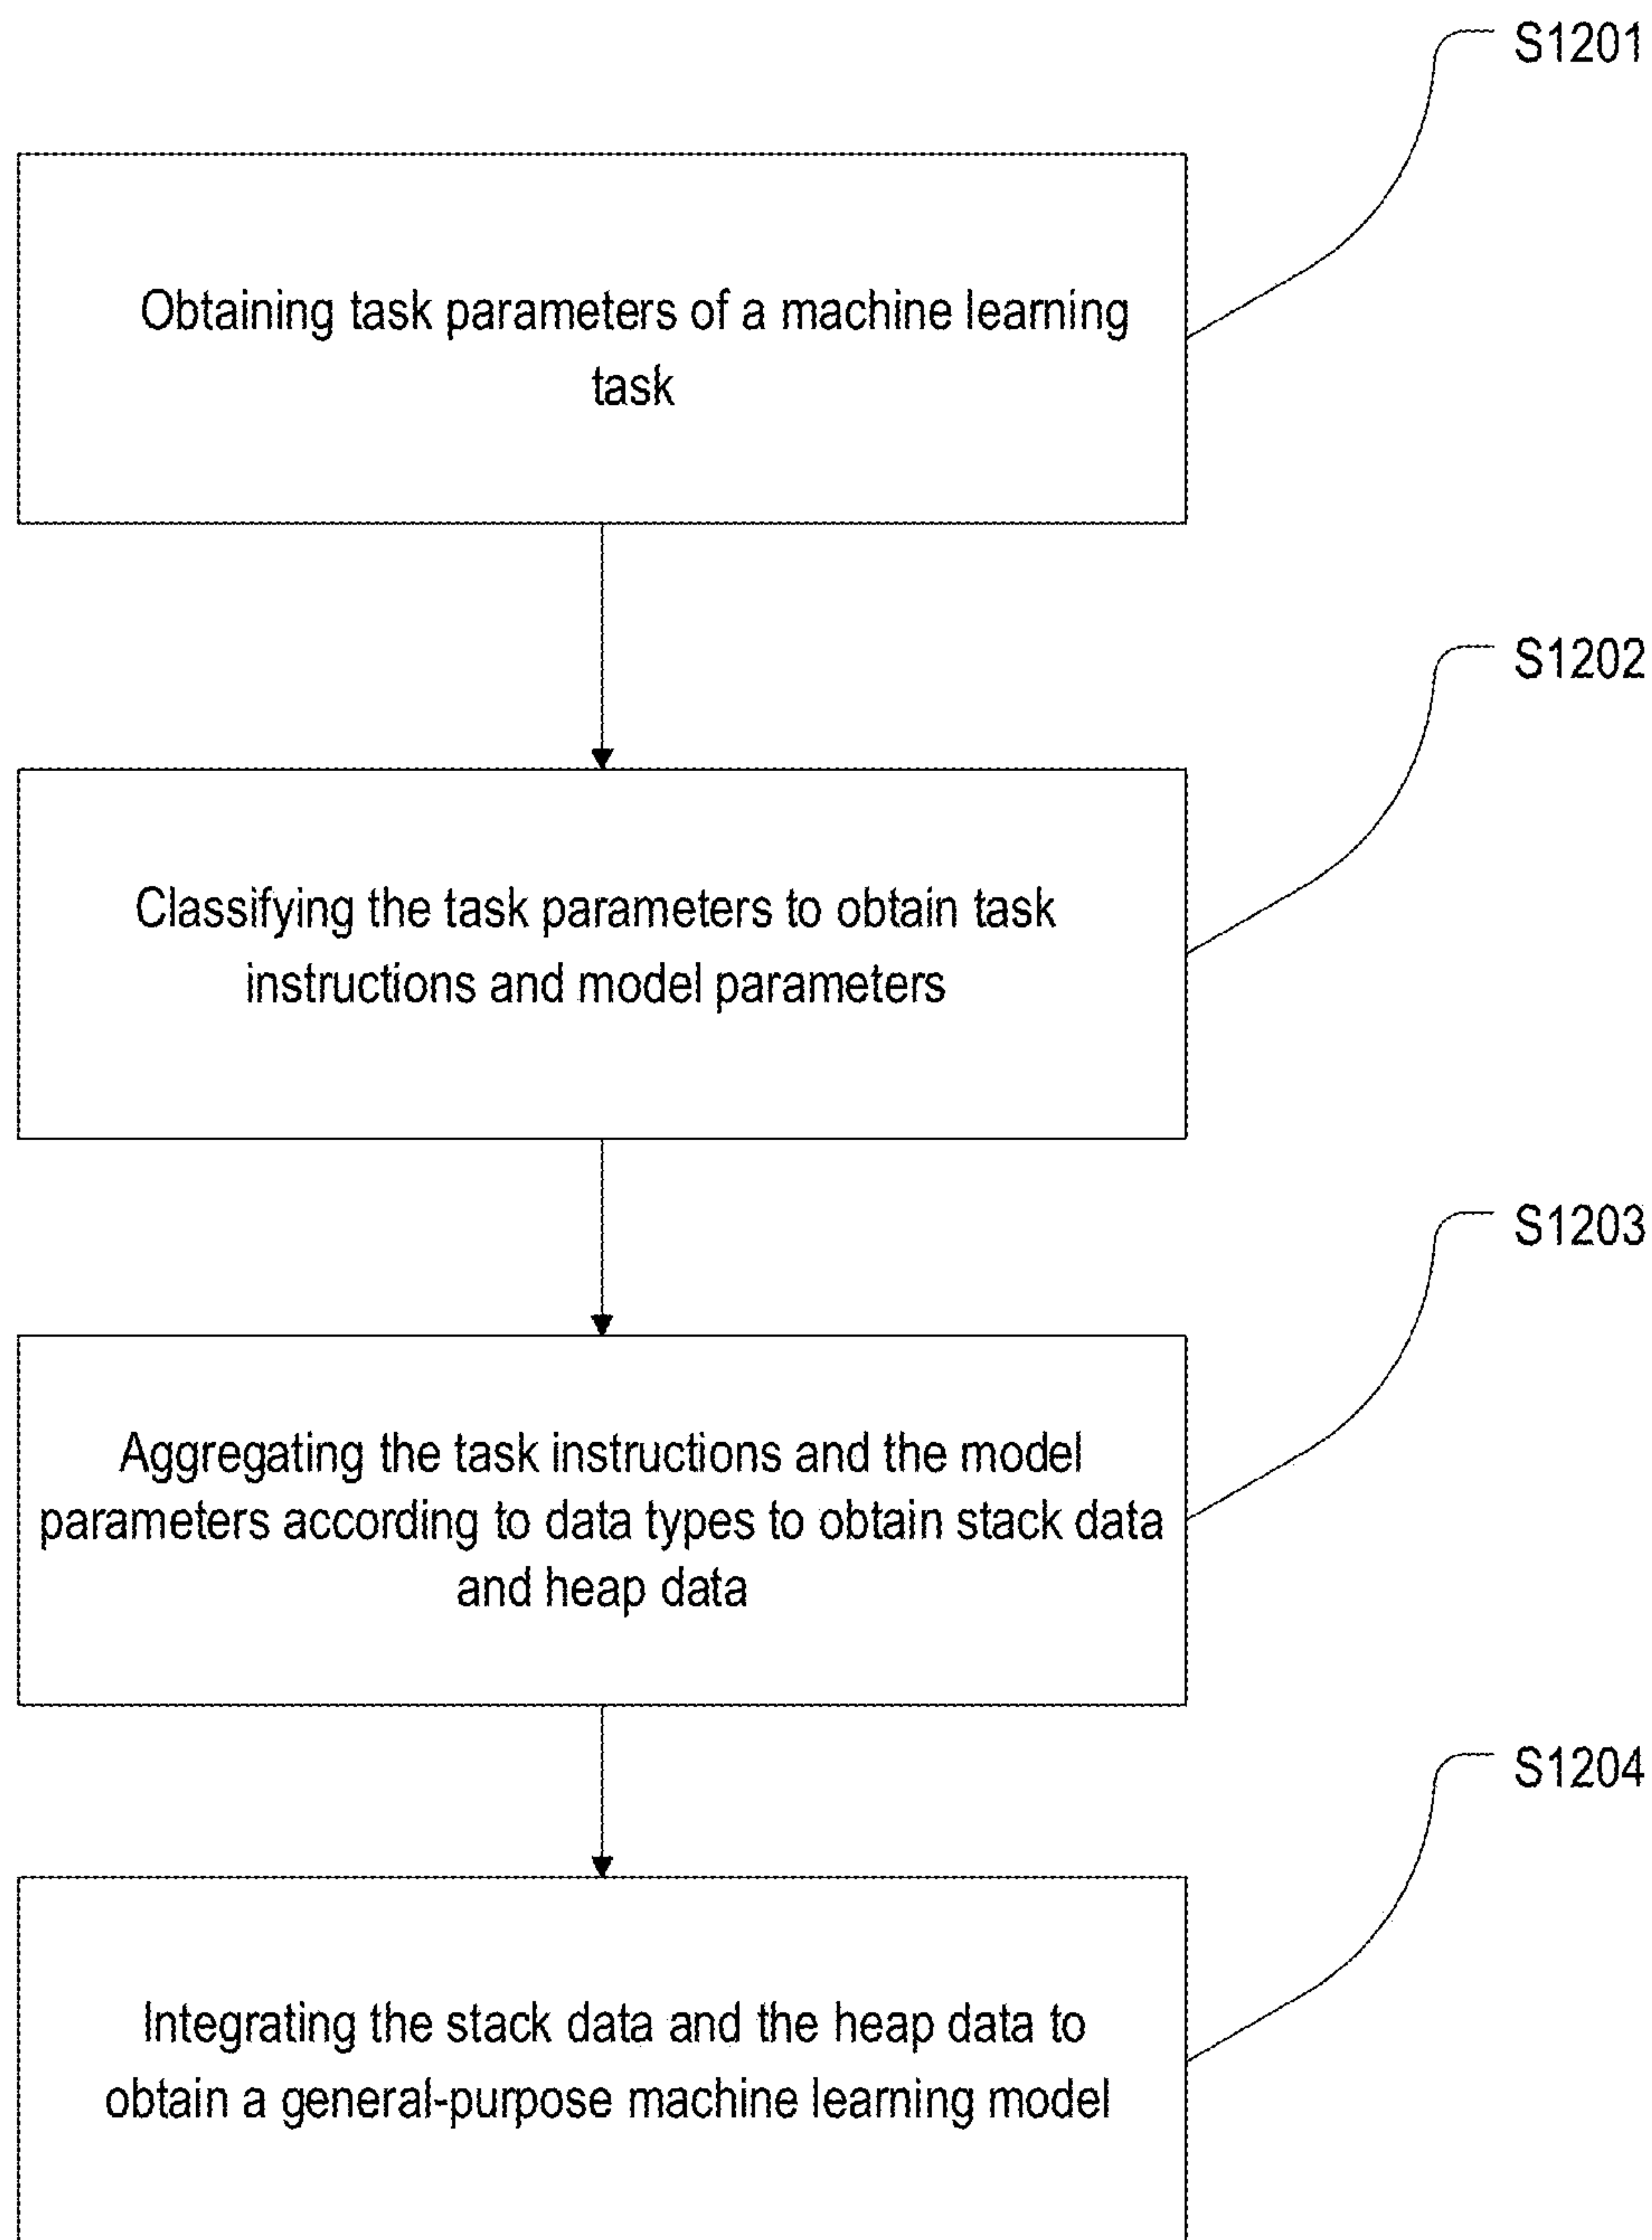 S1201
Obtaining task parameters of a machine learning
task
S1202
Classifying the task parameters to obtain task
instructions and model parameters
S1203
Aggregating the task instructions and the model
parameters according to data types to obtain stack data
and heap data
S1204
Integrating the stack data and the heap data to
obtain a general-purpose machine learning model